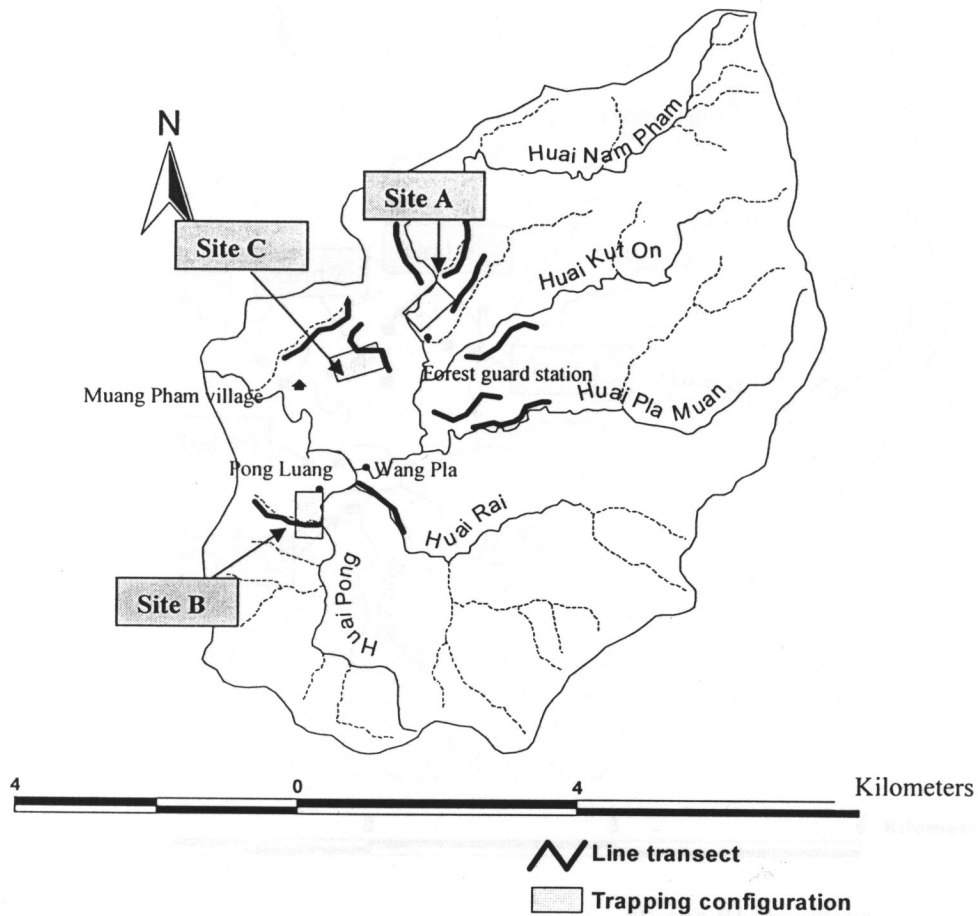 N
Huai Nam Pham
Site A
Site C
Huai Kut On
Forest guard station
Muang Pham village
Huai Pla Muan
Pong Luang
Wang Pla
Huai Rai
Site B
Huai Pong
4 0 4 Kilometers
Line transect
Trapping configuration